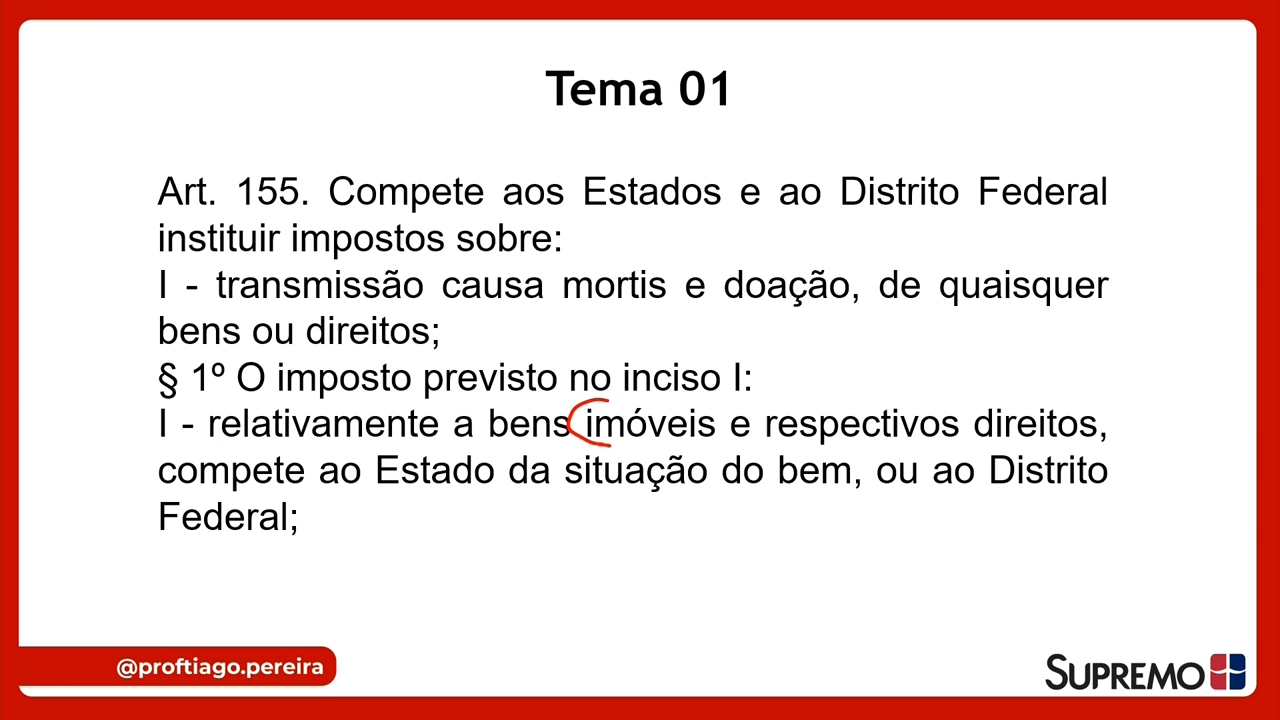 Tema 01
Art. 155. Compete aos Estados e ao Distrito Federal
instituir impostos sobre:
I - transmissão causa mortis e doação, de quaisquer
bens ou direitos;
§ 1º O imposto previsto no inciso I:
I - relativamente a bens imóveis e respectivos direitos,
compete ao Estado da situação do bem, ou ao Distrito
Federal;
@proftiago.pereira
SUPREMO